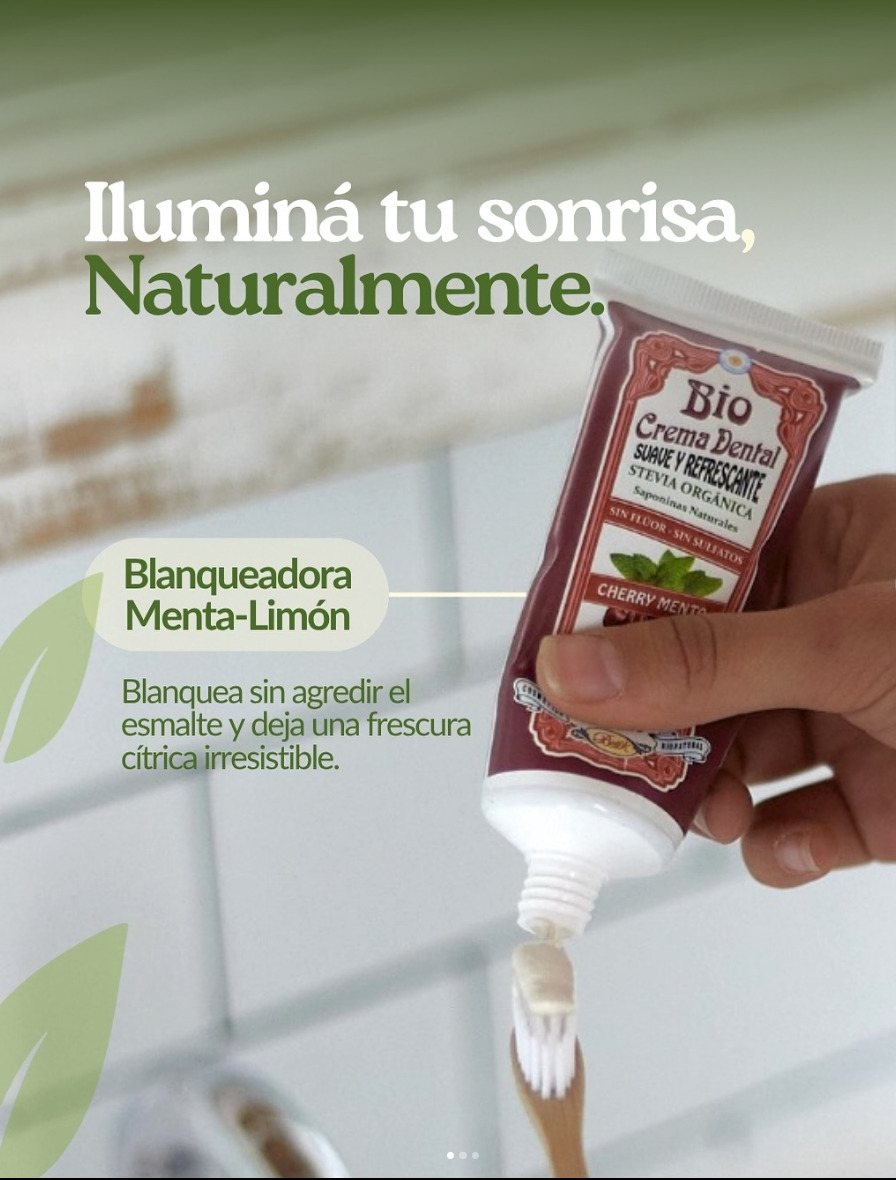 Iluminá tu sonrisa,
Naturalmente.
Bio
Crema Dental
SUAVE Y REFRESCANTE
STEVIA ORGÁNICA
Saponinas Naturales
SIN FLÚOR - SIN SULFATOS
CHERRY MENTA
Blanqueadora
Menta-Limón
Blanquea sin agredir el
esmalte y deja una frescura
cítrica irresistible.
BIONATURAL